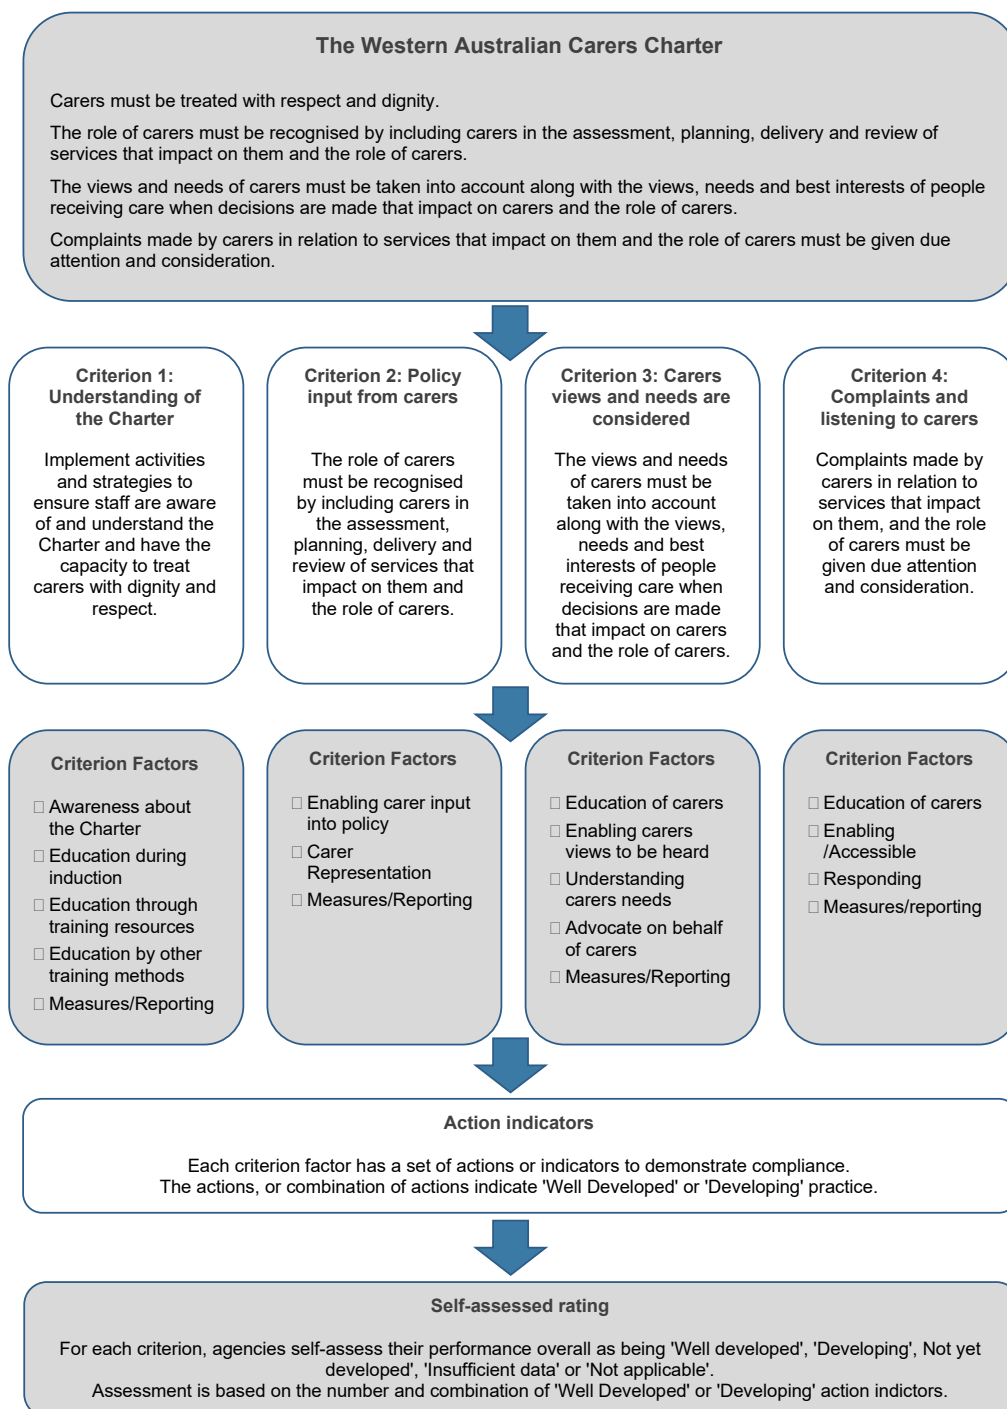 The Western Australian Carers Charter
Carers must be treated with respect and dignity.
The role of carers must be recognised by including carers in the assessment, planning, delivery and review of
services that impact on them and the role of carers.
The views and needs of carers must be taken into account along with the views, needs and best interests of people
receiving care when decisions are made that impact on carers and the role of carers.
Complaints made by carers in relation to services that impact on them and the role of carers must be given due
attention and consideration.
Criterion 1:
Understanding of
the Charter
Implement activities
and strategies to
ensure staff are aware
of and understand the
Charter and have the
capacity to treat
carers with dignity and
respect.
Criterion 2: Policy
input from carers
The role of carers
must be recognised
by including carers in
the assessment,
planning, delivery and
review of services that
impact on them and
the role of carers.
Criterion 3: Carers
views and needs are
considered
The views and needs
of carers must be
taken into account
along with the views,
needs and best
interests of people
receiving care when
decisions are made
that impact on carers
and the role of carers.
Criterion 4:
Complaints and
listening to carers
Complaints made by
carers in relation to
services that impact
on them, and the role
of carers must be
given due attention
and consideration.
Criterion Factors
Awareness about
the Charter
Education during
induction
Education through
training resources
Education by other
training methods
Measures/Reporting
Criterion Factors
Enabling carer input
into policy
Carer
Representation
Measures/Reporting
Criterion Factors
Education of carers
Enabling carers
views to be heard
Understanding
carers needs
Advocate on behalf
of carers
Measures/Reporting
Criterion Factors
Education of carers
Enabling
/Accessible
Responding
Measures/reporting
Action indicators
Each criterion factor has a set of actions or indicators to demonstrate compliance.
The actions, or combination of actions indicate 'Well Developed' or 'Developing' practice.
Self-assessed rating
For each criterion, agencies self-assess their performance overall as being 'Well developed', 'Developing', Not yet
developed', 'Insufficient data' or 'Not applicable'.
Assessment is based on the number and combination of 'Well Developed' or 'Developing' action indictors.